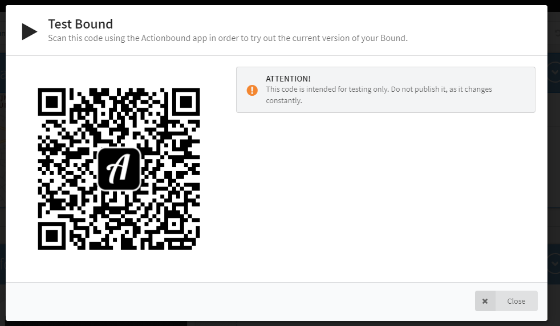 Test Bound
Scan this code using the Actionbound app in order to try out the current version of your Bound.
ATTENTION!
This code is intended for testing only. Do not publish it, as it changes
constantly.
A
Close